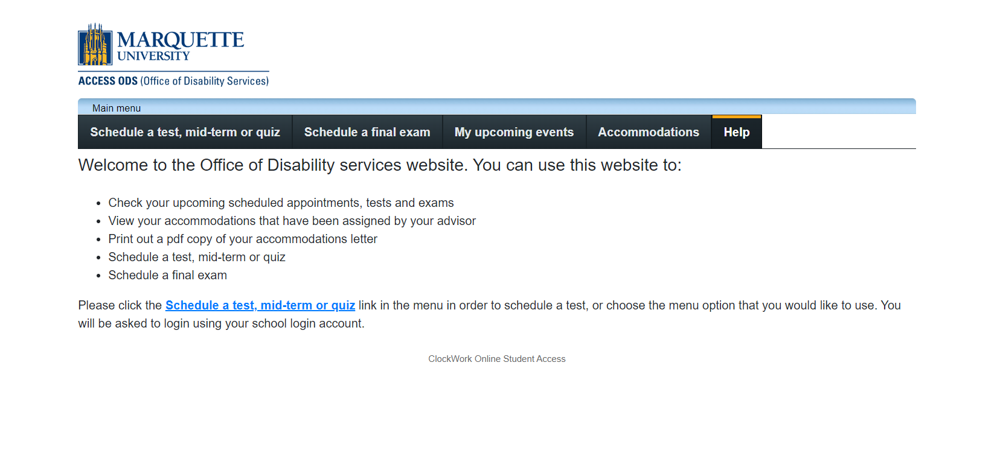 MARQUETTE
UNIVERSITY
ACCESS ODS (Office of Disability Services)
Main menu
Schedule a test, mid-term or quiz Schedule a final exam My upcoming events Accommodations Help
Welcome to the Office of Disability services website. You can use this website to:
• Check your upcoming scheduled appointments, tests and exams
• View your accommodations that have been assigned by your advisor
• Print out a pdf copy of your accommodations letter
• Schedule a test, mid-term or quiz
• Schedule a final exam
Please click the Schedule a test, mid-term or quiz link in the menu in order to schedule a test, or choose the menu option that you would like to use. You
will be asked to login using your school login account.
ClockWork Online Student Access